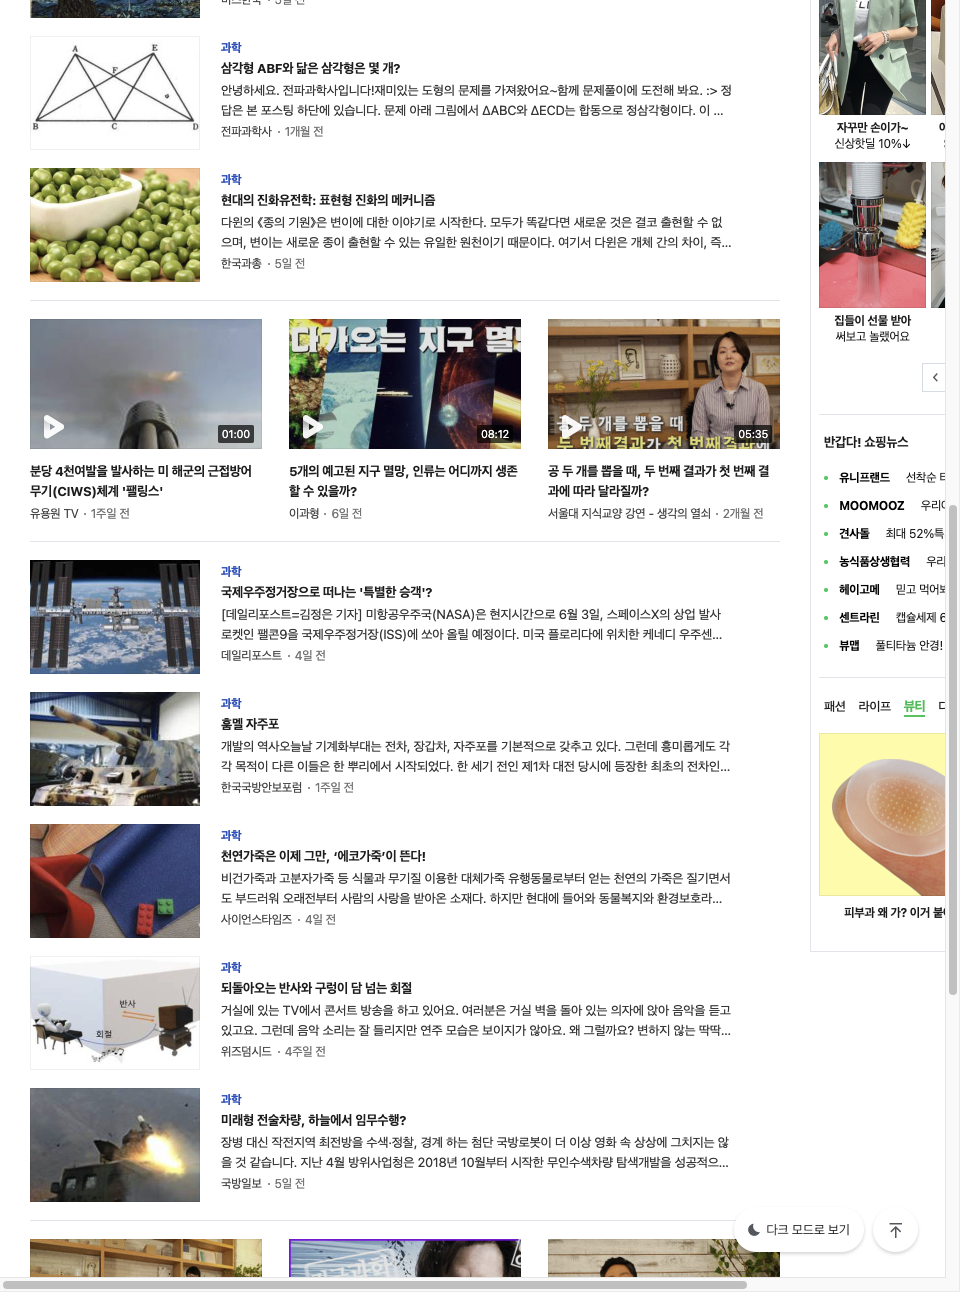 미스한국 · 5일 전
과학
삼각형 ABF와 닮은 삼각형은 몇 개?
안녕하세요. 전파과학사입니다!재미있는 도형의 문제를 가져왔어요~함께 문제풀이에 도전해 봐요. :> 정
답은 본 포스팅 하단에 있습니다. 문제 아래 그림에서 ΔABC와 ΔECD는 합동으로 정삼각형이다. 이 ...
전파과학사 · 1개월 전
A
E
F
B
C
D
과학
현대의 진화유전학: 표현형 진화의 메커니즘
다윈의 《종의 기원》은 변이에 대한 이야기로 시작한다. 모두가 똑같다면 새로운 것은 결코 출현할 수 없
으며, 변이는 새로운 종이 출현할 수 있는 유일한 원천이기 때문이다. 여기서 다윈은 개체 간의 차이, 즉...
한국과총 · 5일 전
01:00
분당 4천여발을 발사하는 미 해군의 근접방어
무기(CIWS)체계 '팰링스'
유용원 TV · 1주일 전
다가오는 지구 멸
08:12
5개의 예고된 지구 멸망, 인류는 어디까지 생존
할 수 있을까?
이과형 · 6일 전
공 두 개를 뽑을 때
두 번째결과가 첫 번째결과에
05:35
공 두 개를 뽑을 때, 두 번째 결과가 첫 번째 결
과에 따라 달라질까?
서울대 지식교양 강연 - 생각의 열쇠 · 2개월 전
과학
국제우주정거장으로 떠나는 '특별한 승객'?
[데일리포스트=김정은 기자] 미항공우주국(NASA)은 현지시간으로 6월 3일, 스페이스X의 상업 발사
로켓인 팰콘9을 국제우주정거장(ISS)에 쏘아 올릴 예정이다. 미국 플로리다에 위치한 케네디 우주센...
데일리포스트 · 4일 전
과학
훔멜 자주포
개발의 역사오늘날 기계화부대는 전차, 장갑차, 자주포를 기본적으로 갖추고 있다. 그런데 흥미롭게도 각
각 목적이 다른 이들은 한 뿌리에서 시작되었다. 한 세기 전인 제1차 대전 당시에 등장한 최초의 전차인...
한국국방안보포럼 · 1주일 전
과학
천연가죽은 이제 그만, ‘에코가죽’이 뜬다!
비건가죽과 고분자가죽 등 식물과 무기질 이용한 대체가죽 유행동물로부터 얻는 천연의 가죽은 질기면서
도 부드러워 오래전부터 사람의 사랑을 받아온 소재다. 하지만 현대에 들어와 동물복지와 환경보호라...
사이언스타임즈 · 4일 전
반사
회절
과학
되돌아오는 반사와 구렁이 담 넘는 회절
거실에 있는 TV에서 콘서트 방송을 하고 있어요. 여러분은 거실 벽을 돌아 있는 의자에 앉아 음악을 듣고
있고요. 그런데 음악 소리는 잘 들리지만 연주 모습은 보이지가 않아요. 왜 그럴까요? 변하지 않는 딱딱...
위즈덤시드 · 4주일 전
과학
미래형 전술차량, 하늘에서 임무수행?
장병 대신 작전지역 최전방을 수색·정찰, 경계 하는 첨단 국방로봇이 더 이상 영화 속 상상에 그치지는 않
을 것 같습니다. 지난 4월 방위사업청은 2018년 10월부터 시작한 무인수색차량 탐색개발을 성공적으...
국방일보 · 5일 전
자꾸만 손이가~
신상핫딜 10%↓
집들이 선물 받아
써보고 놀랬어요
반갑다! 쇼핑뉴스
유니프랜드 선착순
MOOMOOZ 우리
견사돌 최대 52%특
농식품상생협력 우리
헤이고메 믿고 먹어
센트라린 캡슐세제 6
뷰맵 풀티타늄 안경!
패션 라이프 뷰티
피부과 왜 가? 이거
다크 모드로 보기